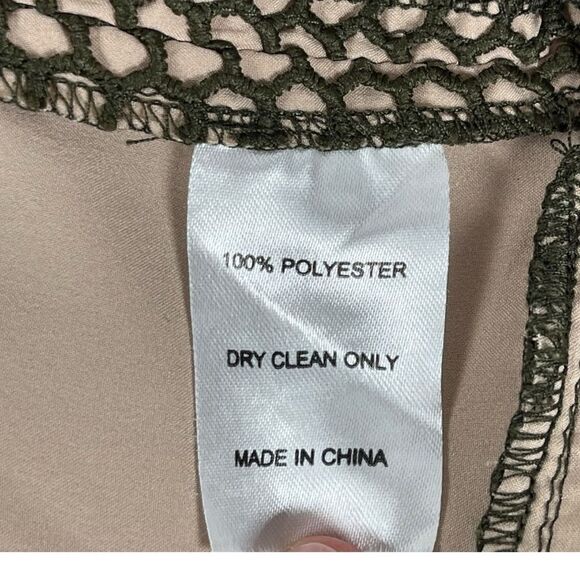 100% POLYESTER
DRY CLEAN ONLY
MADE IN CHINA